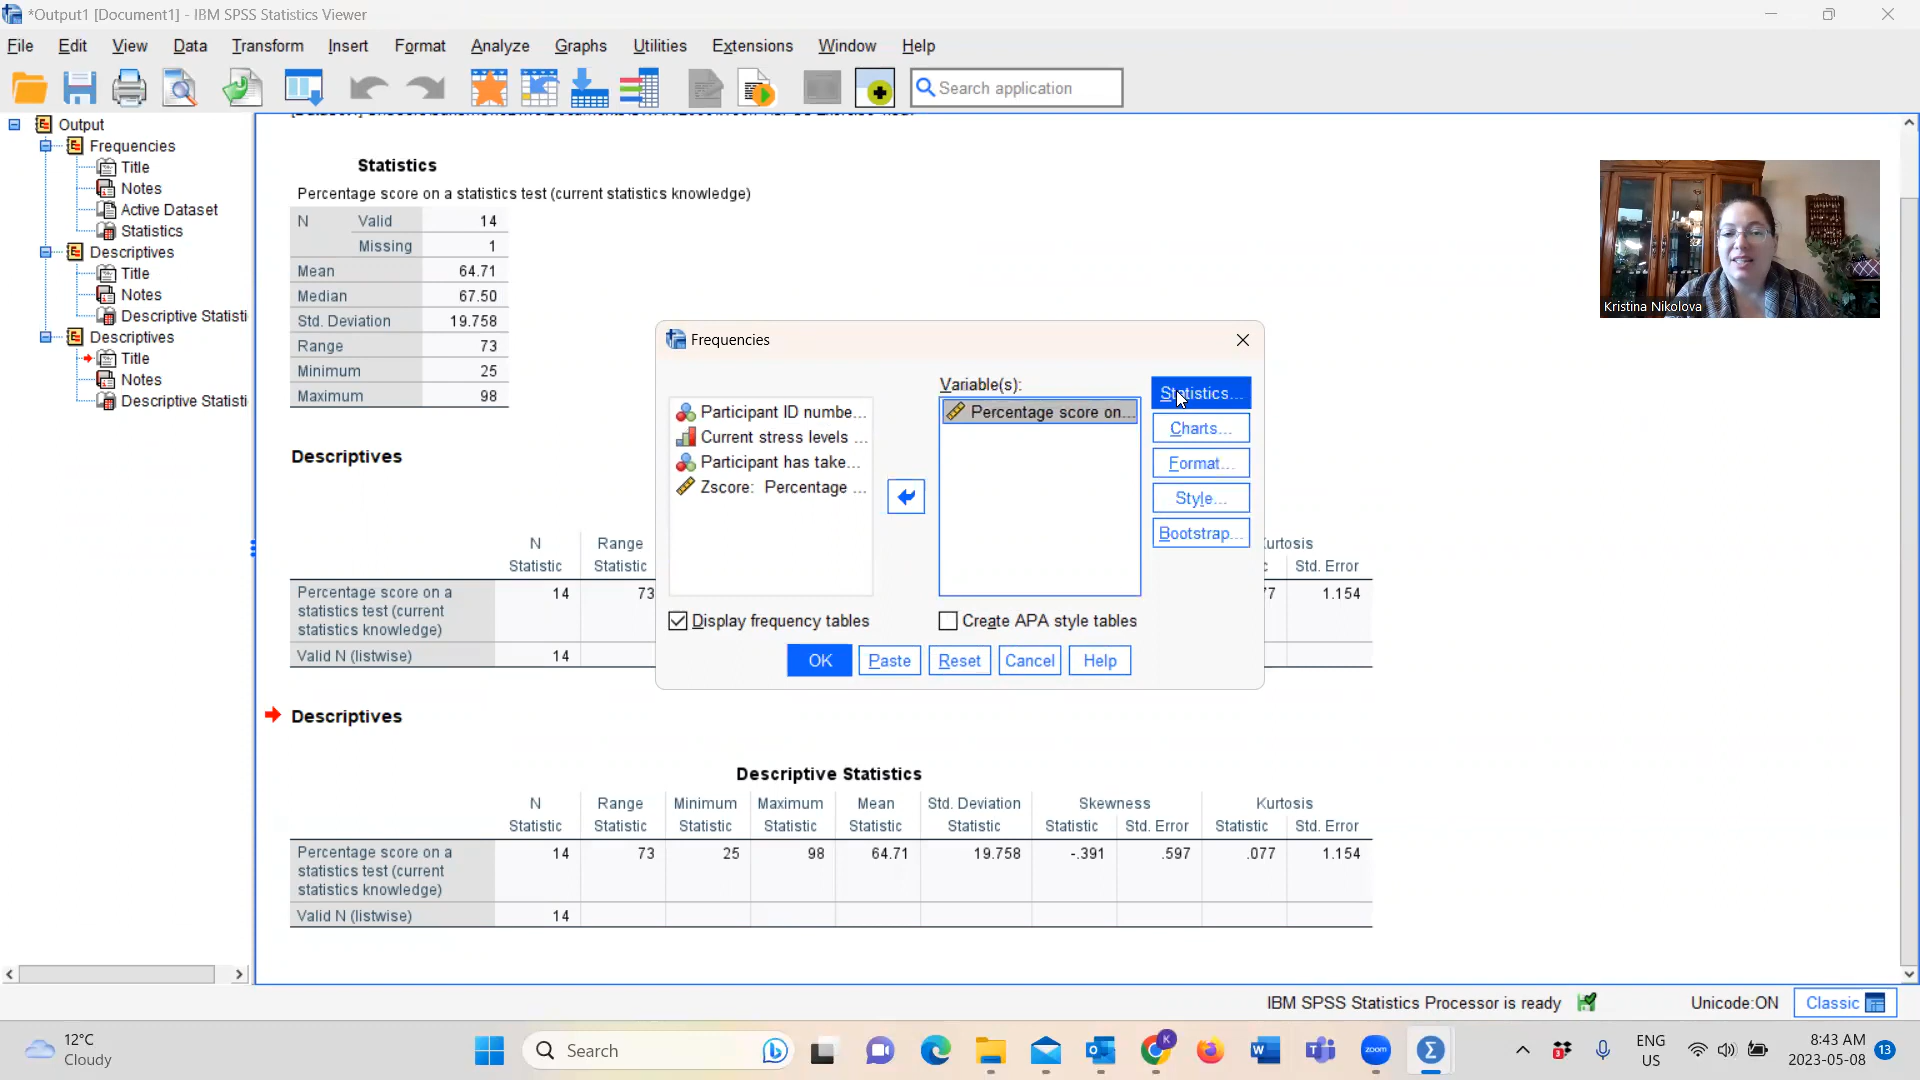 *Output1 [Document1] - IBM SPSS Statistics Viewer
File Edit View Data Transform Insert Format Analyze Graphs Utilities Extensions Window Help
Search application
Output
Frequencies
Title
Notes
Active Dataset
Statistics
Descriptives
Title
Notes
Descriptive Statisti
Descriptives
Title
Notes
Descriptive Statisti
Statistics
Percentage score on a statistics test (current statistics knowledge)
N Valid 14
Missing 1
Mean 64.71
Median 67.50
Std. Deviation 19.758
Range 73
Minimum 25
Maximum 98
Kristina Nikolova
Descriptives
N Range
Statistic Statistic Std. Error
Percentage score on a 14 73 1.154
statistics test (current
statistics knowledge)
Valid N (listwise) 14
Frequencies
Variable(s):
Participant ID numbe...
Current stress levels ...
Participant has take...
Zscore: Percentage ...
Percentage score on...
Statistics...
Charts...
Format...
Style...
Bootstrap...
Display frequency tables Create APA style tables
OK Paste Reset Cancel Help
Descriptives
Descriptive Statistics
N Range Minimum Maximum Mean Std. Deviation Skewness Kurtosis
Statistic Statistic Statistic Statistic Statistic Statistic Statistic Std. Error Statistic Std. Error
Percentage score on a 14 73 25 98 64.71 19.758 -.391 .597 .077 1.154
statistics test (current
statistics knowledge)
Valid N (listwise) 14
IBM SPSS Statistics Processor is ready Unicode:ON Classic
12°C
Cloudy
Search
zoom
ENG
US
8:43 AM
2023-05-08
13